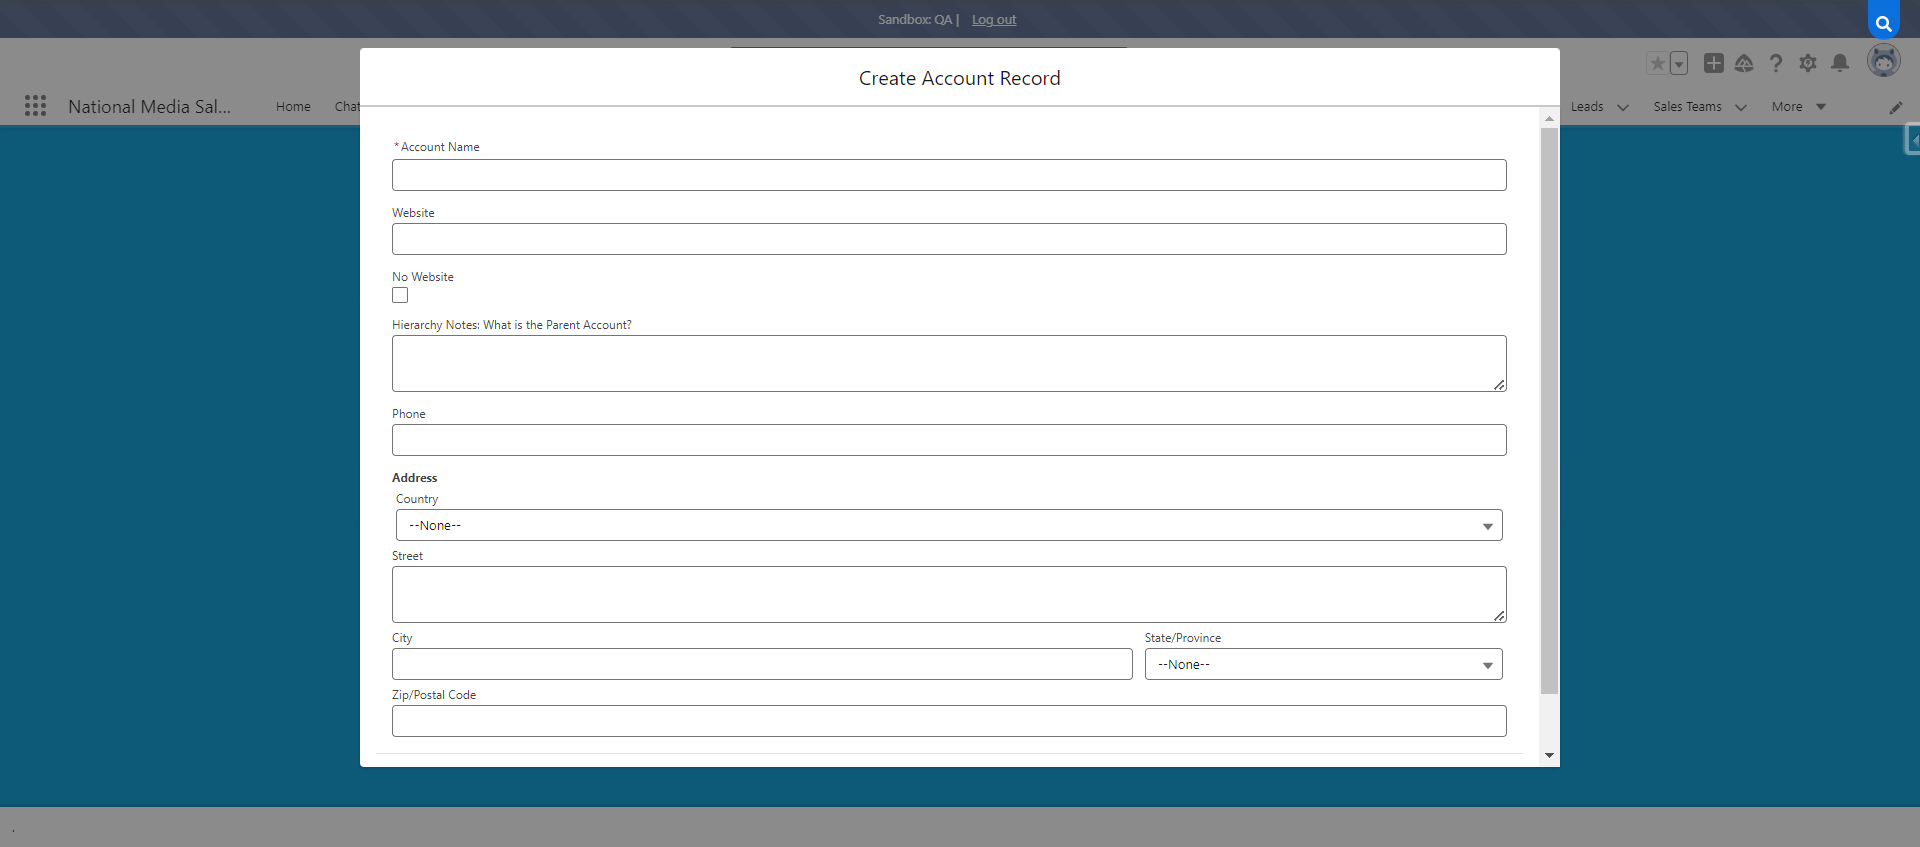 Sandbox: QA | Log out
Create Account Record
National Media Sal...
Home
Chat
Leads
Sales Teams
More
*Account Name
Website
No Website
Hierarchy Notes: What is the Parent Account?
Phone
Address
Country
--None--
Street
City
State/Province
--None--
Zip/Postal Code
.